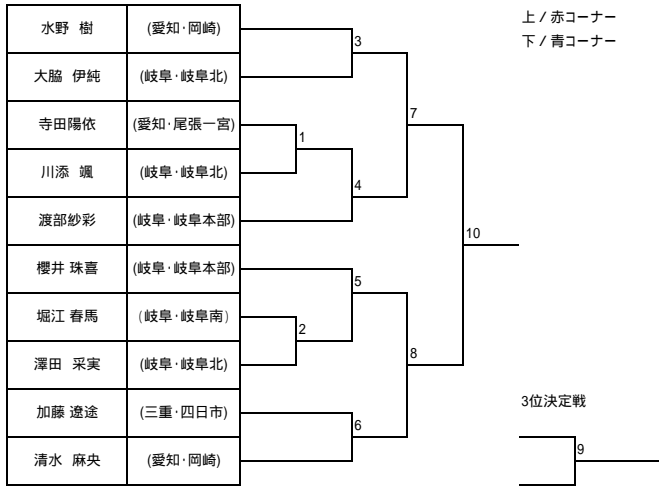 水野 樹 (愛知·岡崎)
大脇 伊純 (岐阜·岐阜北)
寺田陽依 (愛知·尾張一宮)
川添 颯 (岐阜·岐阜北)
渡部紗彩 (岐阜·岐阜本部)
櫻井 珠喜 (岐阜·岐阜本部)
堀江 春馬 (岐阜·岐阜南)
澤田 采実 (岐阜·岐阜北)
加藤 遼途 (三重·四日市)
清水 麻央 (愛知·岡崎)
1
2
3
4
5
6
7
8
10
上 / 赤コーナー
下 / 青コーナー
3位決定戦
9